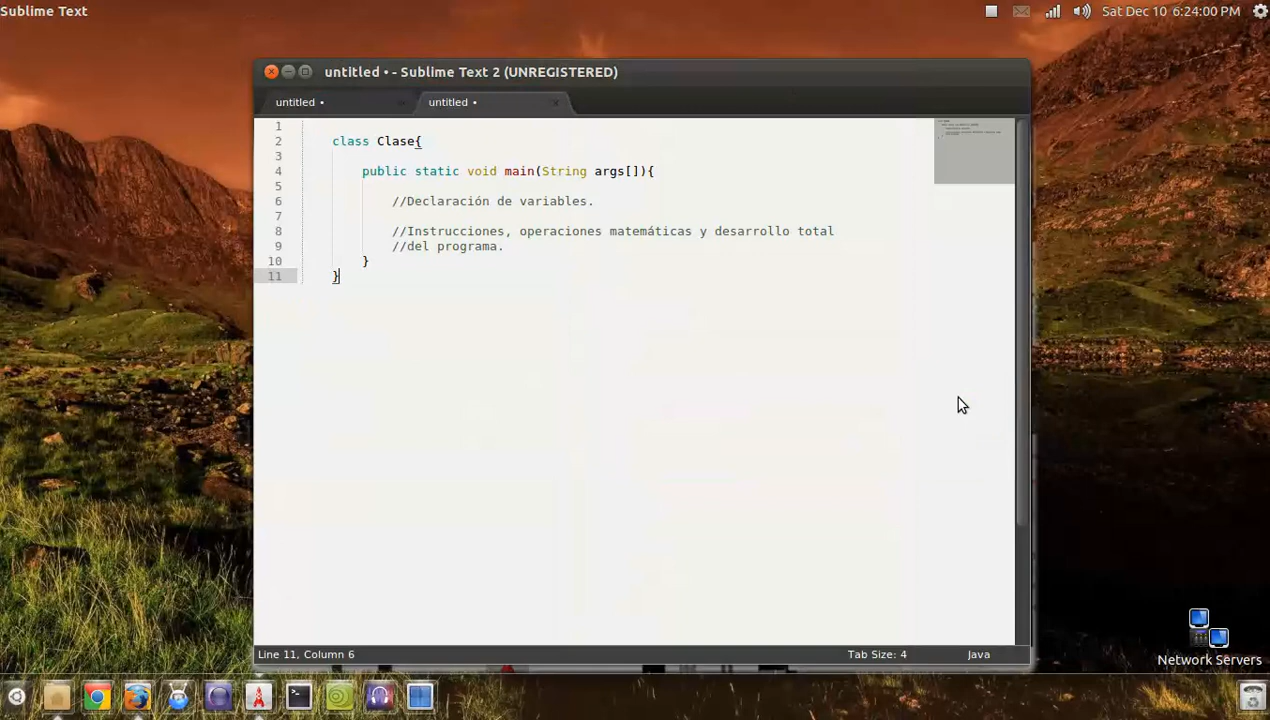 Sublime Text
Sat Dec 10 6:24:00 PM
untitled • - Sublime Text 2 (UNREGISTERED)
untitled •
untitled •
1
2 class Clase{
3
4 public static void main(String args[]){
5
6 //Declaración de variables.
7
8 //Instrucciones, operaciones matemáticas y desarrollo total
9 //del programa.
10 }
11 }
Line 11, Column 6
Tab Size: 4
Java
Network Servers